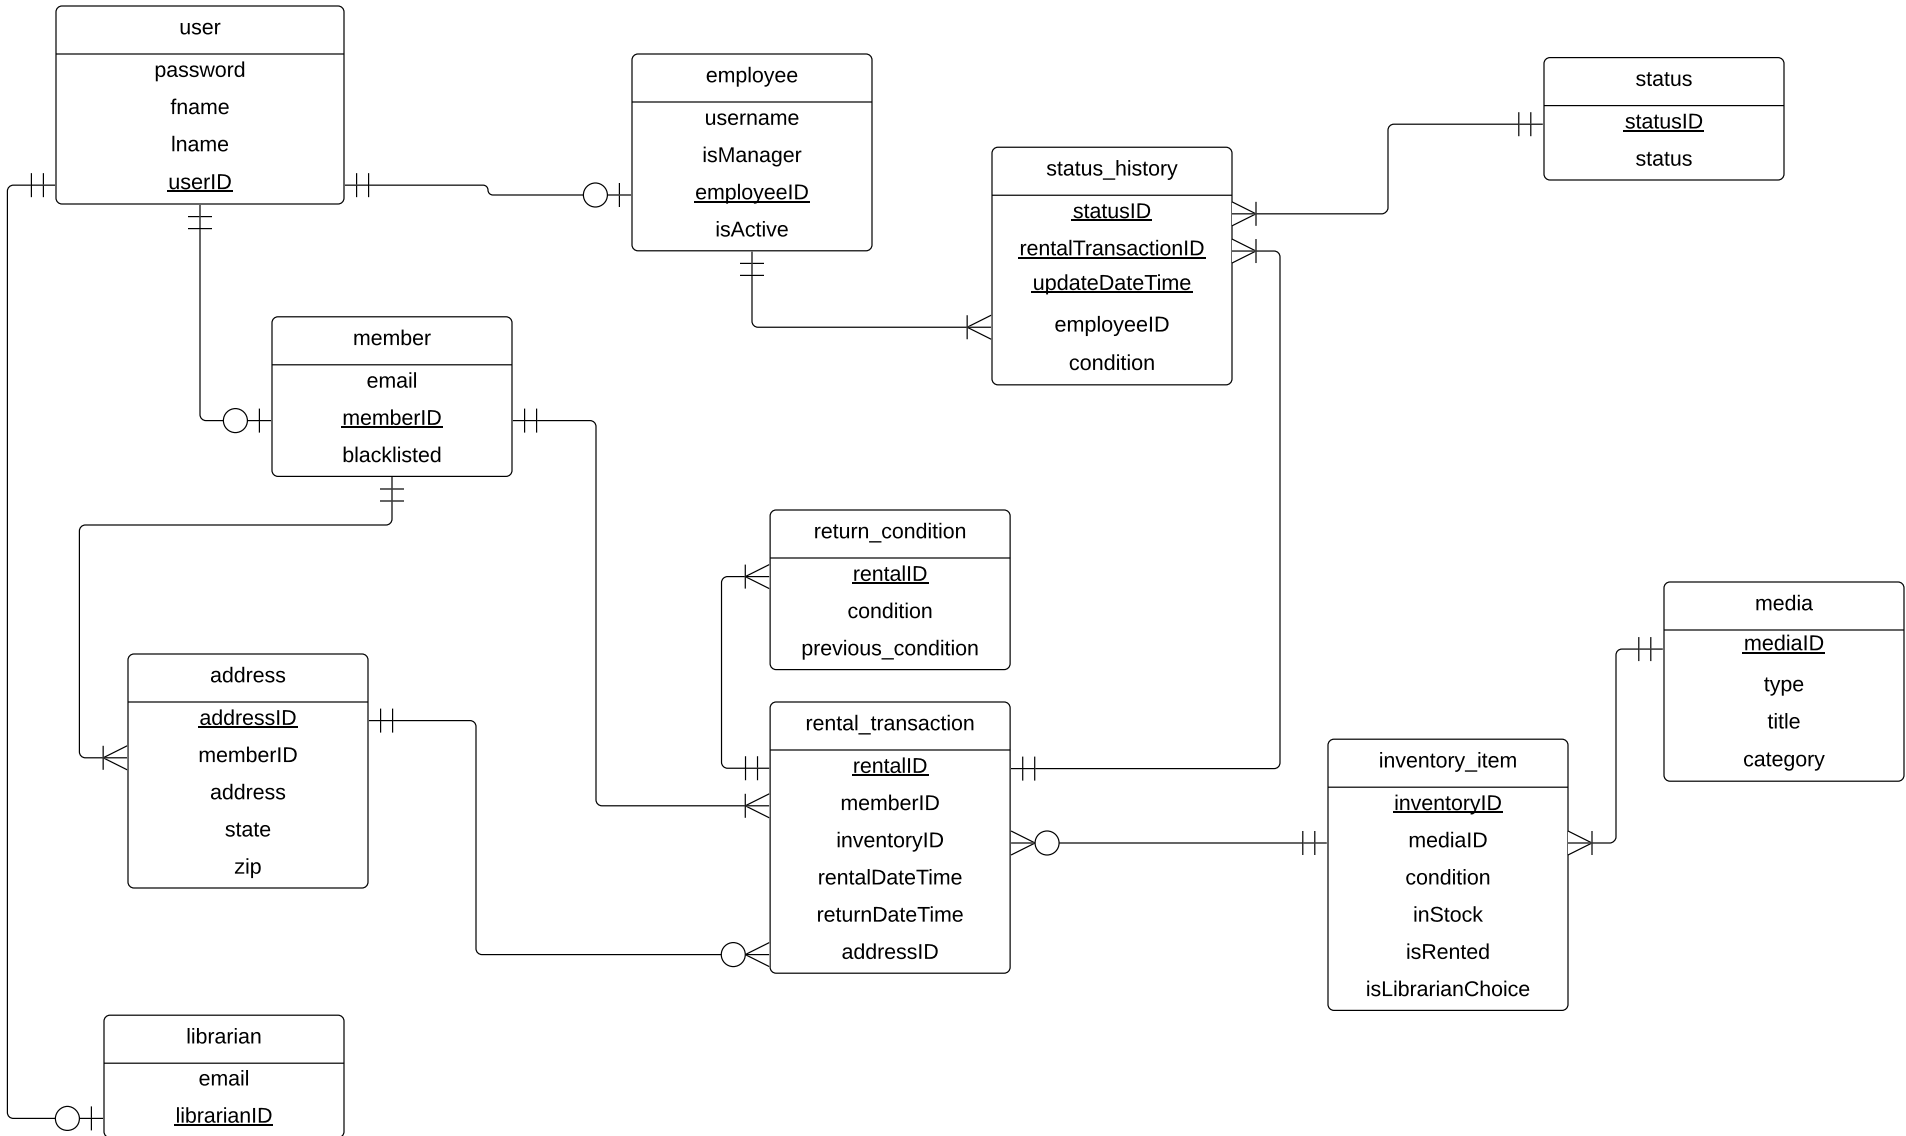 user
password
fname
lname
userID
employee
username
isManager
employeeID
isActive
status
statusID
status
status_history
statusID
rentalTransactionID
updateDateTime
employeeID
condition
member
email
memberID
blacklisted
return_condition
rentalID
condition
previous_condition
media
mediaID
type
title
category
address
addressID
memberID
address
state
zip
rental_transaction
rentalID
memberID
inventoryID
rentalDateTime
returnDateTime
addressID
inventory_item
inventoryID
mediaID
condition
inStock
isRented
isLibrarianChoice
librarian
email
librarianID